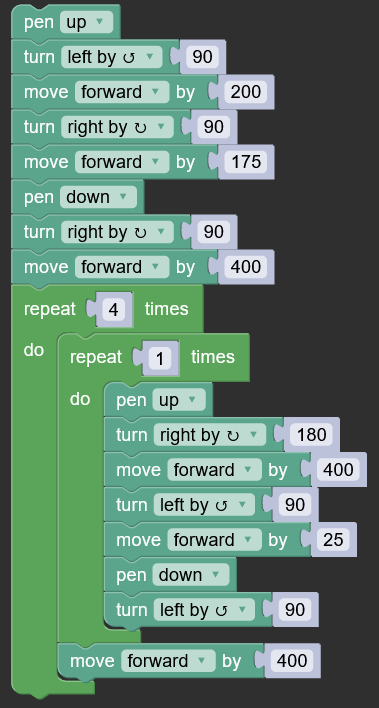 pen up
turn left by ↺ 90
move forward by 200
turn right by ↻ 90
move forward by 175
pen down
turn right by ↻ 90
move forward by 400
repeat 4 times
do repeat 1 times
do pen up
turn right by ↻ 180
move forward by 400
turn left by ↺ 90
move forward by 25
pen down
turn left by ↺ 90
move forward by 400